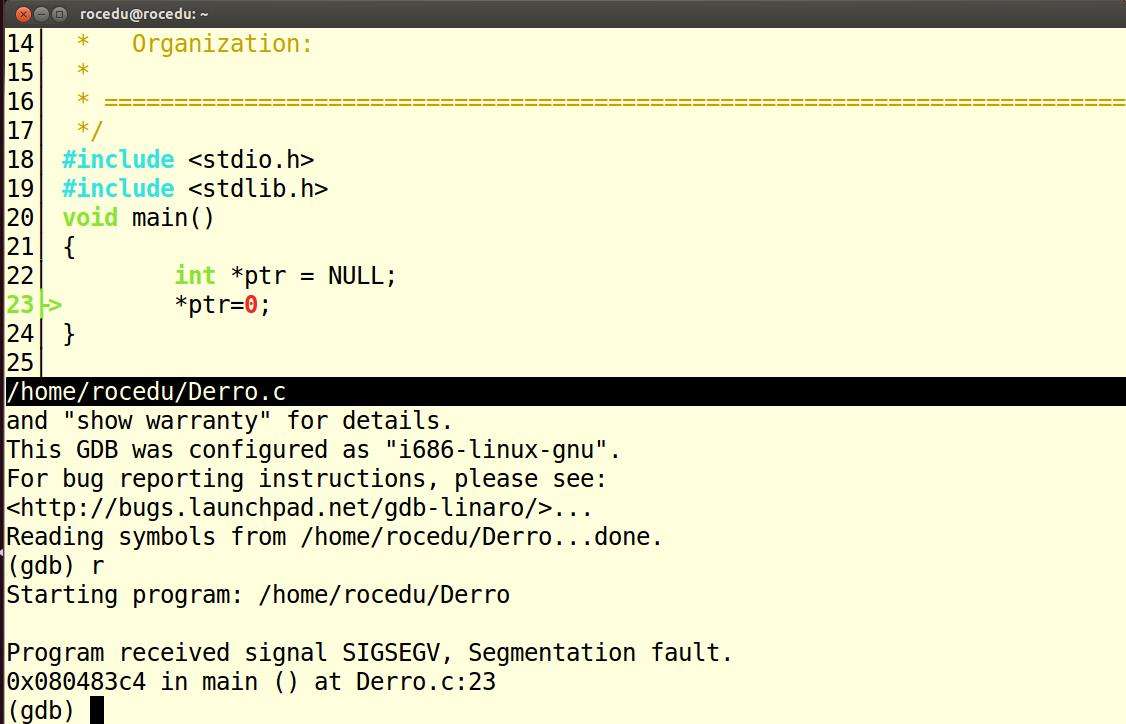 rocedu@rocedu: ~
14 *   Organization:
15 *
16 * =========================================================================
17 */
18 #include <stdio.h>
19 #include <stdlib.h>
20 void main()
21 {
22         int *ptr = NULL;
23->         *ptr=0;
24 }
25
/home/rocedu/Derro.c
and "show warranty" for details.
This GDB was configured as "i686-linux-gnu".
For bug reporting instructions, please see:
<http://bugs.launchpad.net/gdb-linaro/>...
Reading symbols from /home/rocedu/Derro...done.
(gdb) r
Starting program: /home/rocedu/Derro
Program received signal SIGSEGV, Segmentation fault.
0x080483c4 in main () at Derro.c:23
(gdb)